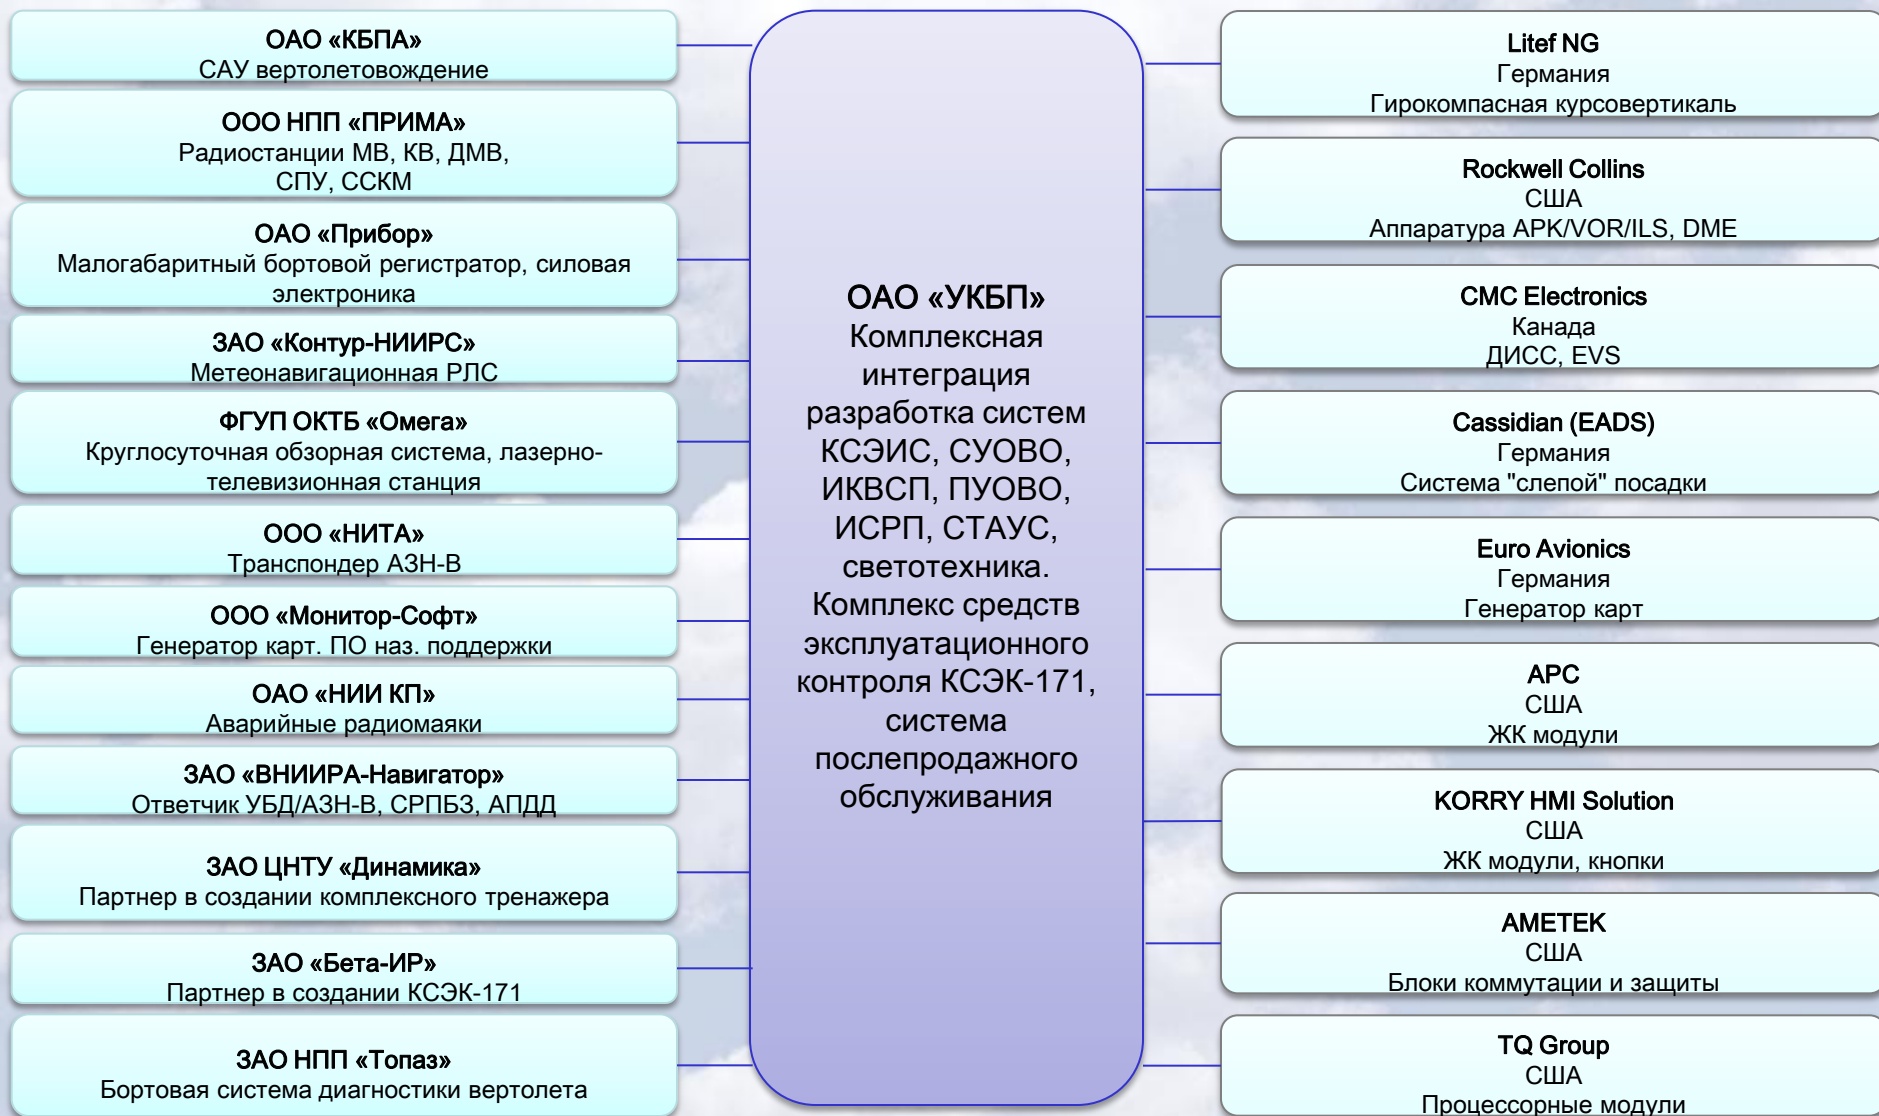 ОАО «КБПА»
САУ вертолетовождение
ООО НПП «ПРИМА»
Радиостанции МВ, КВ, ДМВ,
СПУ, ССКМ
ОАО «Прибор»
Малогабаритный бортовой регистратор, силовая
электроника
ЗАО «Контур-НИИРС»
Метеонавигационная РЛС
ФГУП ОКТБ «Омега»
Круглосуточная обзорная система, лазерно-
телевизионная станция
ООО «НИТА»
Транспондер АЗН-В
ООО «Монитор-Софт»
Генератор карт. ПО наз. поддержки
ОАО «НИИ КП»
Аварийные радиомаяки
ЗАО «ВНИИРА-Навигатор»
Ответчик УБД/АЗН-В, СРПБЗ, АПДД
ЗАО ЦНТУ «Динамика»
Партнер в создании комплексного тренажера
ЗАО «Бета-ИР»
Партнер в создании КСЭК-171
ЗАО НПП «Топаз»
Бортовая система диагностики вертолета
ОАО «УКБП»
Комплексная
интеграция
разработка систем
КСЭИС, СУОВО,
ИКВСП, ПУОВО,
ИСРП, СТАУС,
светотехника.
Комплекс средств
эксплуатационного
контроля КСЭК-171,
система
послепродажного
обслуживания
Litef NG
Германия
Гирокомпасная курсовертикаль
Rockwell Collins
США
Аппаратура АРК/VOR/ILS, DME
CMC Electronics
Канада
ДИСС, EVS
Cassidian (EADS)
Германия
Система "слепой" посадки
Euro Avionics
Германия
Генератор карт
APC
США
ЖК модули
KORRY HMI Solution
США
ЖК модули, кнопки
AMETEK
США
Блоки коммутации и защиты
TQ Group
США
Процессорные модули